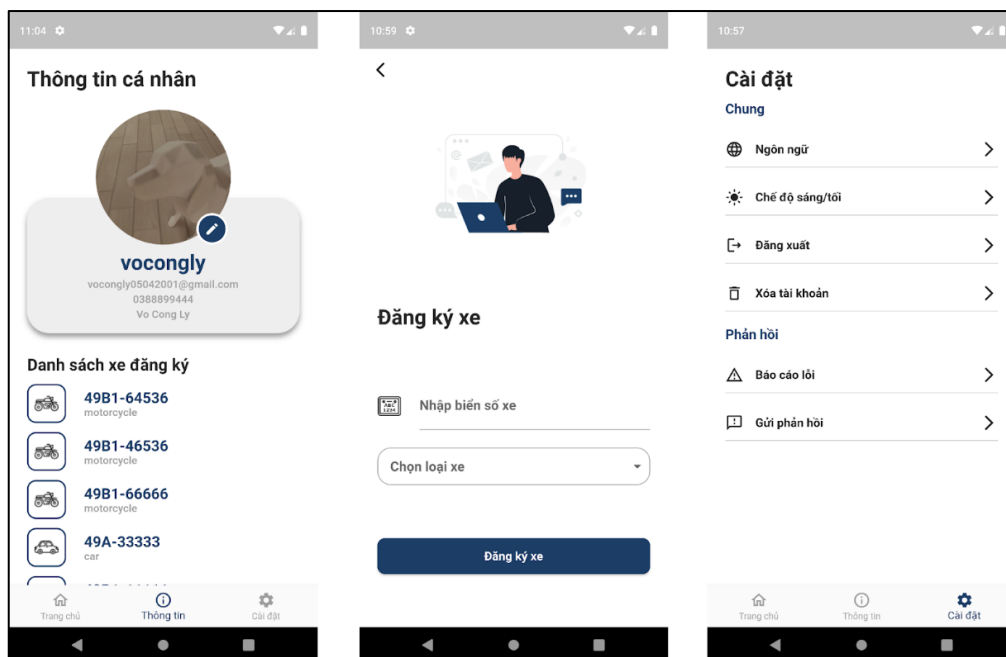 11:04
Thông tin cá nhân
vocongly
vocongly05042001@gmail.com
0388899444
Vo Cong Ly
Danh sách xe đăng ký
49B1-64536
motorcycle
49B1-46536
motorcycle
49B1-66666
motorcycle
49A-33333
car
Trang chủ
Thông tin
Cài đặt
10:59
Đăng ký xe
ABC
1234
Nhập biển số xe
Chọn loại xe
Đăng ký xe
10:57
Cài đặt
Chung
Ngôn ngữ
Chế độ sáng/tối
Đăng xuất
Xóa tài khoản
Phản hồi
Báo cáo lỗi
Gửi phản hồi
Trang chủ
Thông tin
Cài đặt